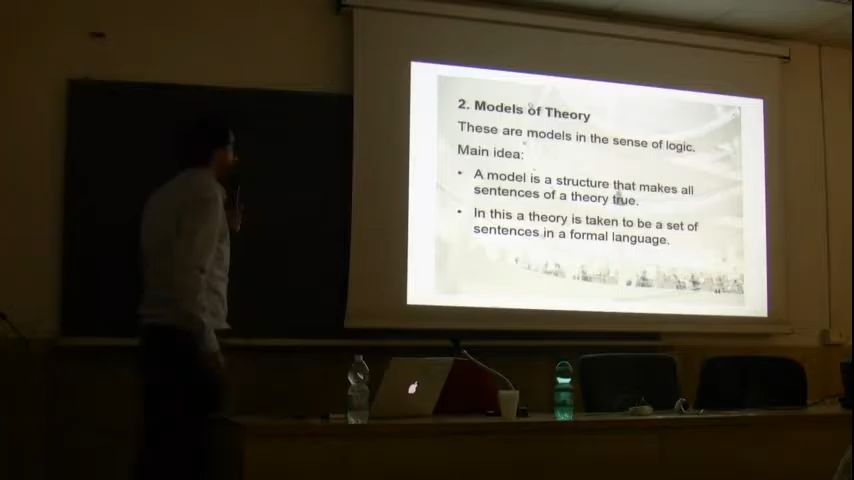 2. Models of Theory
These are models in the sense of logic.
Main idea:
• A model is a structure that makes all
sentences of a theory true.
• In this a theory is taken to be a set of
sentences in a formal language.